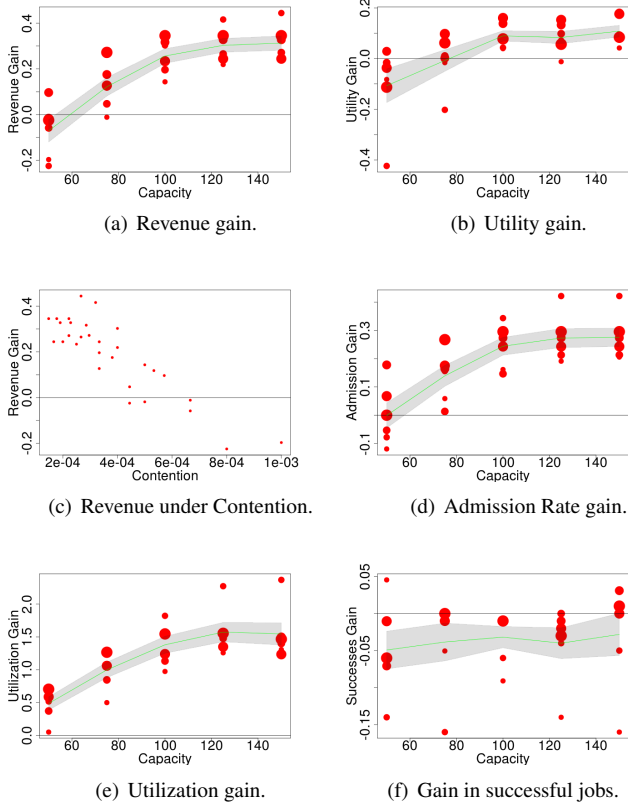 Revenue Gain
-0.2 0.0 0.2 0.4
60 80 100 120 140
Capacity
(a) Revenue gain.
Utility Gain
-0.4 -0.2 0.0 0.2
60 80 100 120 140
Capacity
(b) Utility gain.
Revenue Gain
-0.2 0.0 0.2 0.4
2e-04 4e-04 6e-04 8e-04 1e-03
Contention
(c) Revenue under Contention.
Admission Rate gain
-0.1 0.1 0.3
60 80 100 120 140
Capacity
(d) Admission Rate gain.
Utilization Gain
0.0 0.5 1.0 1.5 2.0
60 80 100 120 140
Capacity
(e) Utilization gain.
Successes Gain
-0.15 -0.05 0.05
60 80 100 120 140
Capacity
(f) Gain in successful jobs.